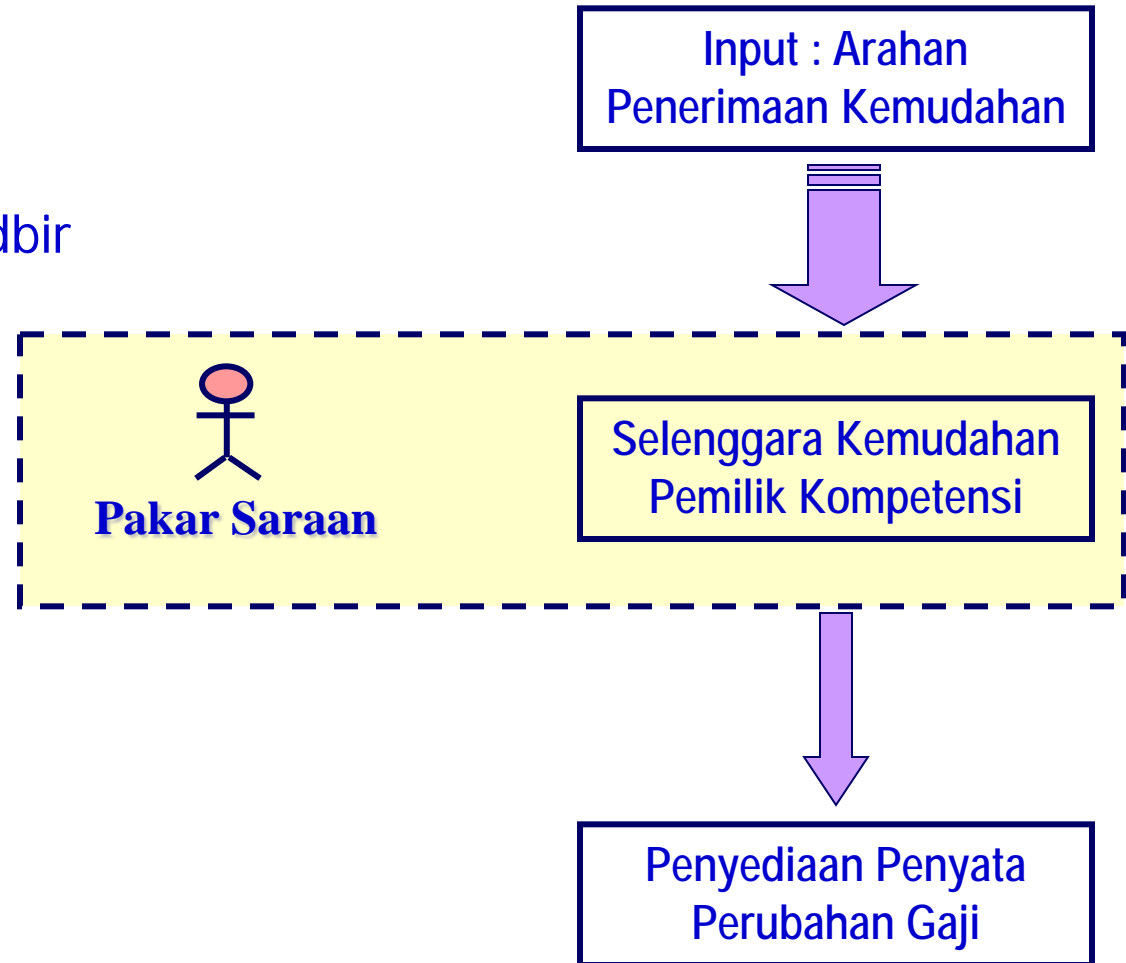 Input : Arahan
Penerimaan Kemudahan
dbir
Selenggara Kemudahan
Pemilik Kompetensi
Pakar Saraan
Penyediaan Penyata
Perubahan Gaji